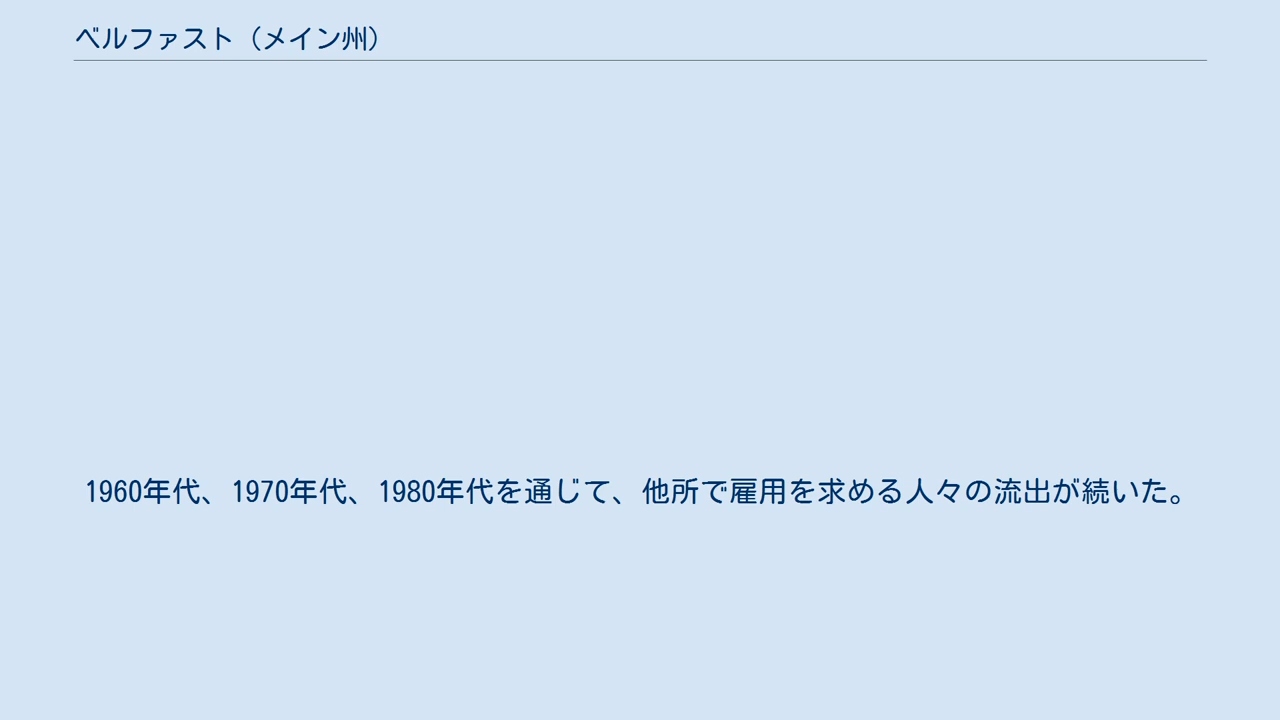 ベルファスト（メイン州）
1960年代、1970年代、1980年代を通じて、他所で雇用を求める人々の流出が続いた。